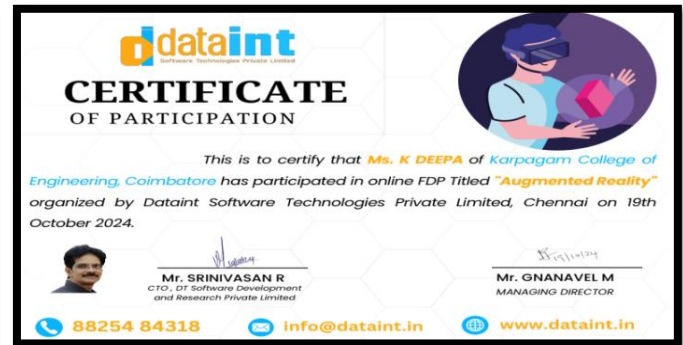 dataint
Software Technologies Private Limited
CERTIFICATE
OF PARTICIPATION
This is to certify that Ms. K DEEPA of Karpagam College of
Engineering, Coimbatore has participated in online FDP Titled "Augmented Reality"
organized by Dataint Software Technologies Private Limited, Chennai on 19th
October 2024.
Mr. SRINIVASAN R
CTO, DT Software Development
and Research Private Limited
15/10/24
Mr. GNANAVEL M
MANAGING DIRECTOR
88254 84318
info@dataint.in
www.dataint.in